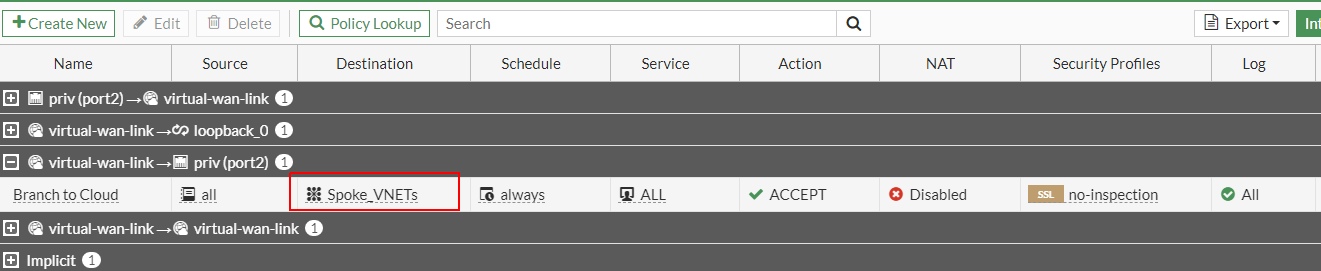 Create New Edit Delete Policy Lookup Search Export
Name Source Destination Schedule Service Action NAT Security Profiles Log
priv (port2) → virtual-wan-link 1
virtual-wan-link → loopback_0 1
virtual-wan-link → priv (port2) 1
Branch to Cloud all Spoke_VNETs always ALL ACCEPT Disabled SSL no-inspection All
virtual-wan-link → virtual-wan-link 1
Implicit 1